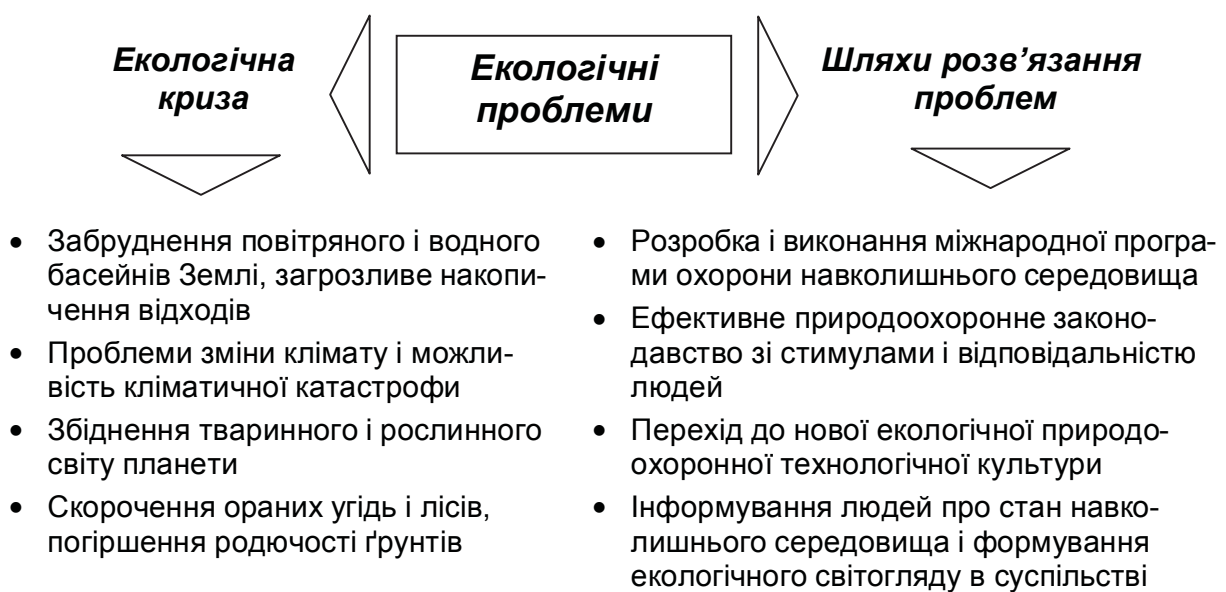 Екологічна
криза
Екологічні
проблеми
Шляхи розв’язання
проблем
• Забруднення повітряного і водного
басейнів Землі, загрозливе накопи-
чення відходів
• Проблеми зміни клімату і можли-
вість кліматичної катастрофи
• Збіднення тваринного і рослинного
світу планети
• Скорочення ораних угідь і лісів,
погіршення родючості ґрунтів
• Розробка і виконання міжнародної програ-
ми охорони навколишнього середовища
• Ефективне природоохоронне законо-
давство зі стимулами і відповідальністю
людей
• Перехід до нової екологічної природо-
охоронної технологічної культури
• Інформування людей про стан навко-
лишнього середовища і формування
екологічного світогляду в суспільстві